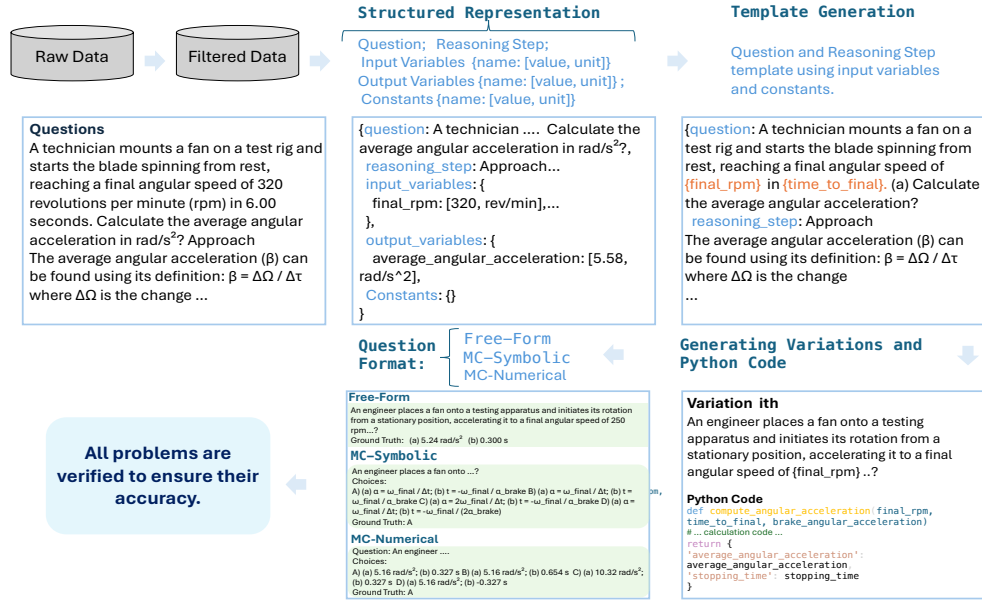 Raw Data
Filtered Data
Structured Representation
Question; Reasoning Step;
Input Variables {name: [value, unit]}
Output Variables {name: [value, unit]} ;
Constants {name: [value, unit]}
Template Generation
Question and Reasoning Step
template using input variables
and constants.
Questions
A technician mounts a fan on a test rig and
starts the blade spinning from rest,
reaching a final angular speed of 320
revolutions per minute (rpm) in 6.00
seconds. Calculate the average angular
acceleration in rad/s²? Approach
The average angular acceleration (β) can
be found using its definition: β = ΔΩ / Δτ
where ΔΩ is the change ...
{question: A technician .... Calculate the
average angular acceleration in rad/s²?,
reasoning_step: Approach...
input_variables: {
final_rpm: [320, rev/min],...
},
output_variables: {
average_angular_acceleration: [5.58,
rad/s^2],
Constants: {}
}
{question: A technician mounts a fan on a
test rig and starts the blade spinning from
rest, reaching a final angular speed of
{final_rpm} in {time_to_final}. (a) Calculate
the average angular acceleration?
reasoning_step: Approach
The average angular acceleration (β) can
be found using its definition: β = ΔΩ / Δτ
where ΔΩ is the change
...
Question
Format:
Free-Form
MC-Symbolic
MC-Numerical
Generating Variations and
Python Code
Free-Form
An engineer places a fan onto a testing apparatus and initiates its rotation
from a stationary position, accelerating it to a final angular speed of 250
rpm...?
Ground Truth: (a) 5.24 rad/s² (b) 0.300 s
MC-Symbolic
An engineer places a fan onto ...?
Choices:
A) (a) α = ω_final / Δt; (b) t = -ω_final / α_brake B) (a) α = ω_final / Δt; (b) t =
ω_final / α_brake C) (a) α = 2ω_final / Δt; (b) t = -ω_final / α_brake D) (a) α =
ω_final / Δt; (b) t = -ω_final / (2α_brake)
Ground Truth: A
MC-Numerical
Question: An engineer ....
Choices:
A) (a) 5.16 rad/s²; (b) 0.327 s B) (a) 5.16 rad/s²; (b) 0.654 s C) (a) 10.32 rad/s²;
(b) 0.327 s D) (a) 5.16 rad/s²; (b) -0.327 s
Ground Truth: A
Variation ith
An engineer places a fan onto a testing
apparatus and initiates its rotation from a
stationary position, accelerating it to a final
angular speed of {final_rpm} ..?
Python Code
def compute_angular_acceleration(final_rpm,
time_to_final, brake_angular_acceleration)
# ... calculation code ...
return {
'average_angular_acceleration':
average_angular_acceleration,
'stopping_time': stopping_time
}
All problems are
verified to ensure their
accuracy.